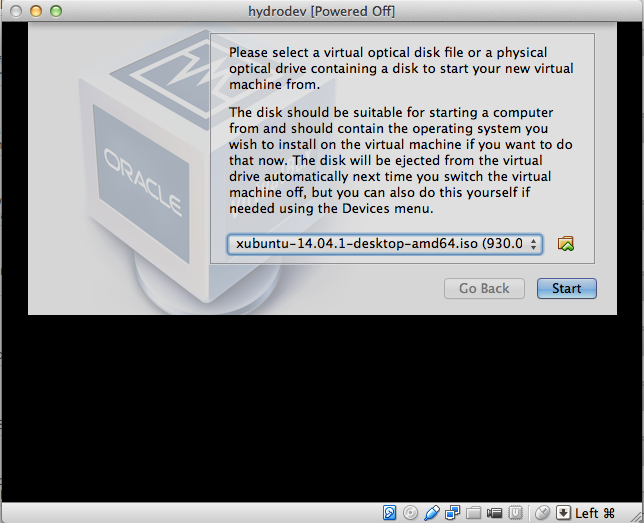 hydrodev [Powered Off]
Please select a virtual optical disk file or a physical
optical drive containing a disk to start your new virtual
machine from.
The disk should be suitable for starting a computer
from and should contain the operating system you
wish to install on the virtual machine if you want to do
that now. The disk will be ejected from the virtual
drive automatically next time you switch the virtual
machine off, but you can also do this yourself if
needed using the Devices menu.
ORACLE
xubuntu-14.04.1-desktop-amd64.iso (930.0
Go Back
Start
Left ⌘